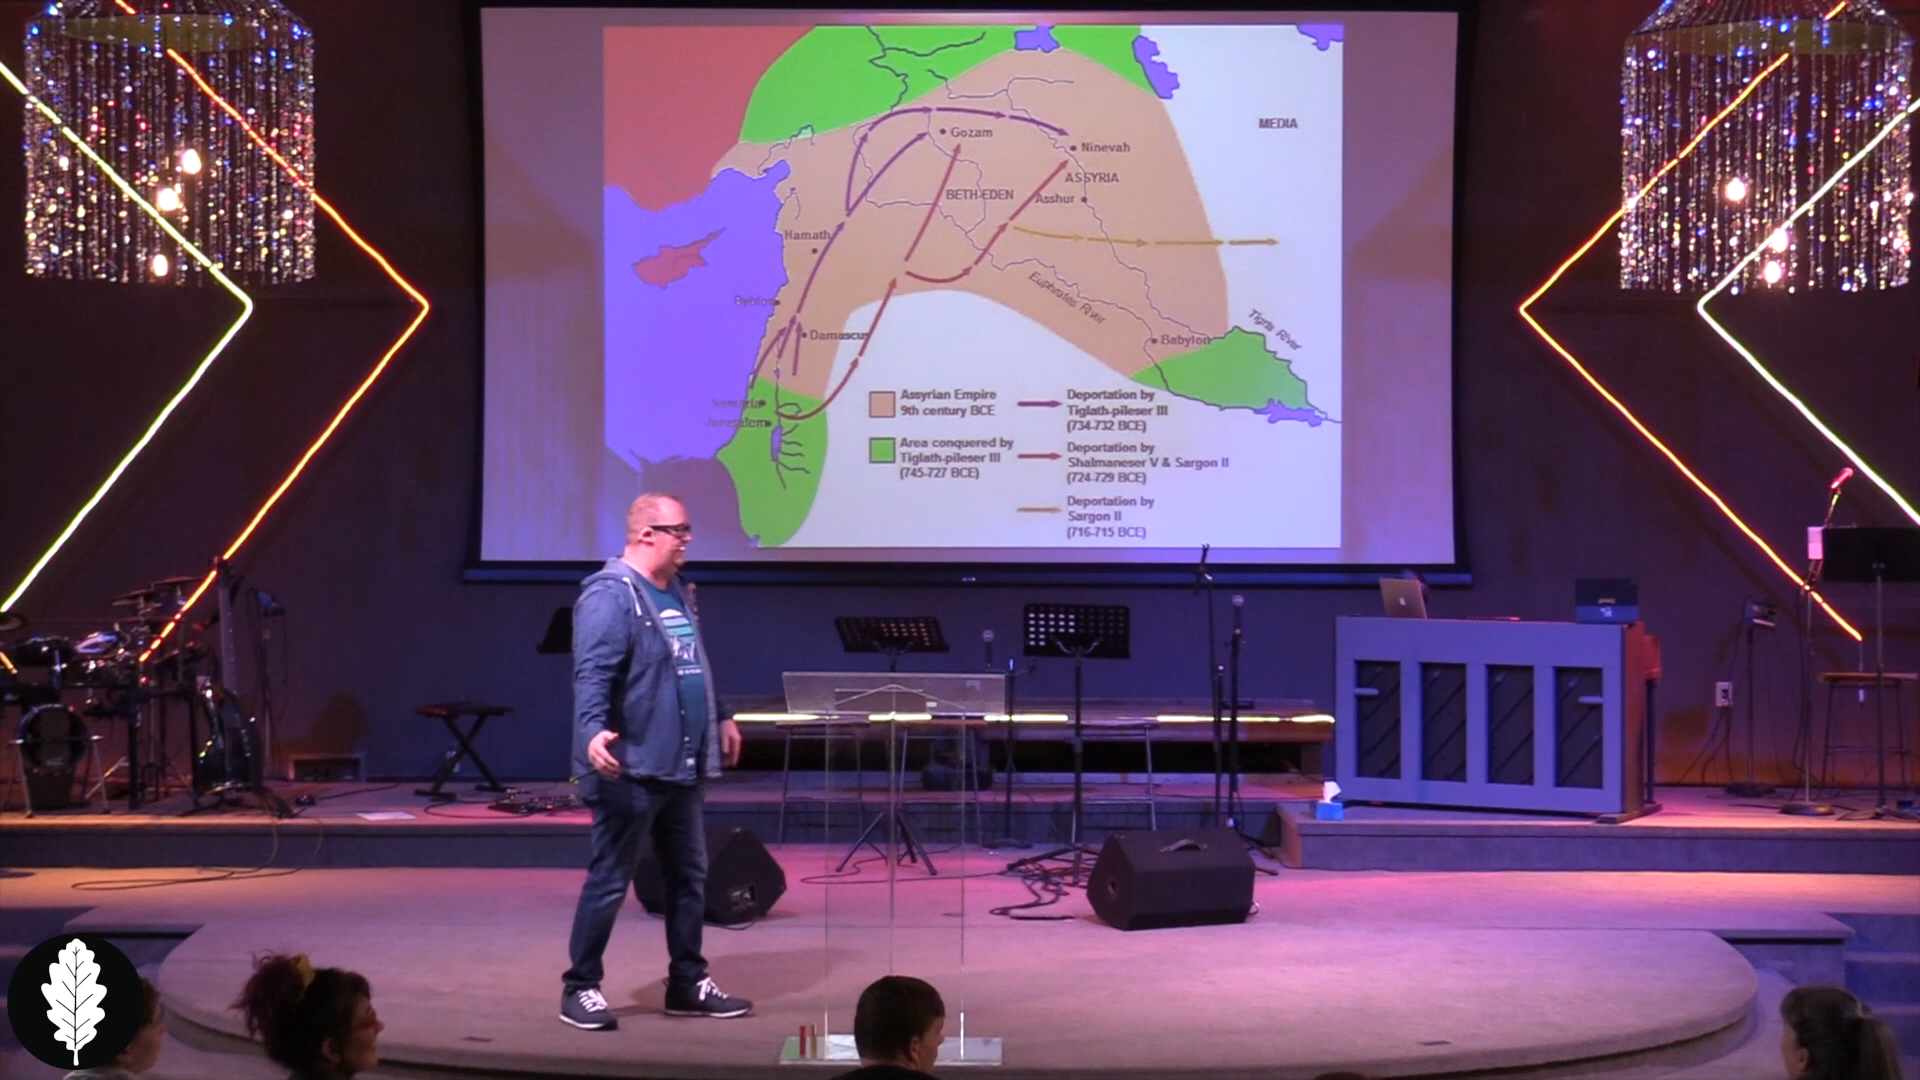 MEDIA
Gozam
Ninevah
ASSYRIA
BETH-EDEN
Asshur
Hamath
Euphrates River
Byblos
Tigris River
Damascus
Babylon
Samaria
Jerusalem
Assyrian Empire
9th century BCE
Area conquered by
Tiglath-pileser III
(745-727 BCE)
Deportation by
Tiglath-pileser III
(734-732 BCE)
Deportation by
Shalmaneser V & Sargon II
(724-729 BCE)
Deportation by
Sargon II
(716-715 BCE)